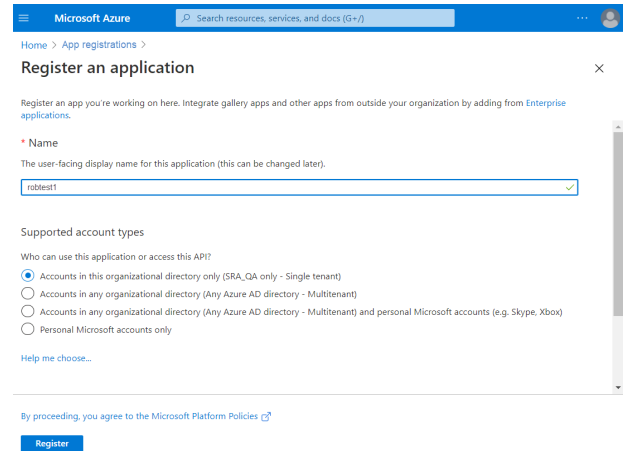 Microsoft Azure
Search resources, services, and docs (G+/)
Home > App registrations >
Register an application
Register an app you're working on here. Integrate gallery apps and other apps from outside your organization by adding from Enterprise
applications.
* Name
The user-facing display name for this application (this can be changed later).
robtest1
Supported account types
Who can use this application or access this API?
Accounts in this organizational directory only (SRA_QA only - Single tenant)
Accounts in any organizational directory (Any Azure AD directory - Multitenant)
Accounts in any organizational directory (Any Azure AD directory - Multitenant) and personal Microsoft accounts (e.g. Skype, Xbox)
Personal Microsoft accounts only
Help me choose...
By proceeding, you agree to the Microsoft Platform Policies
Register